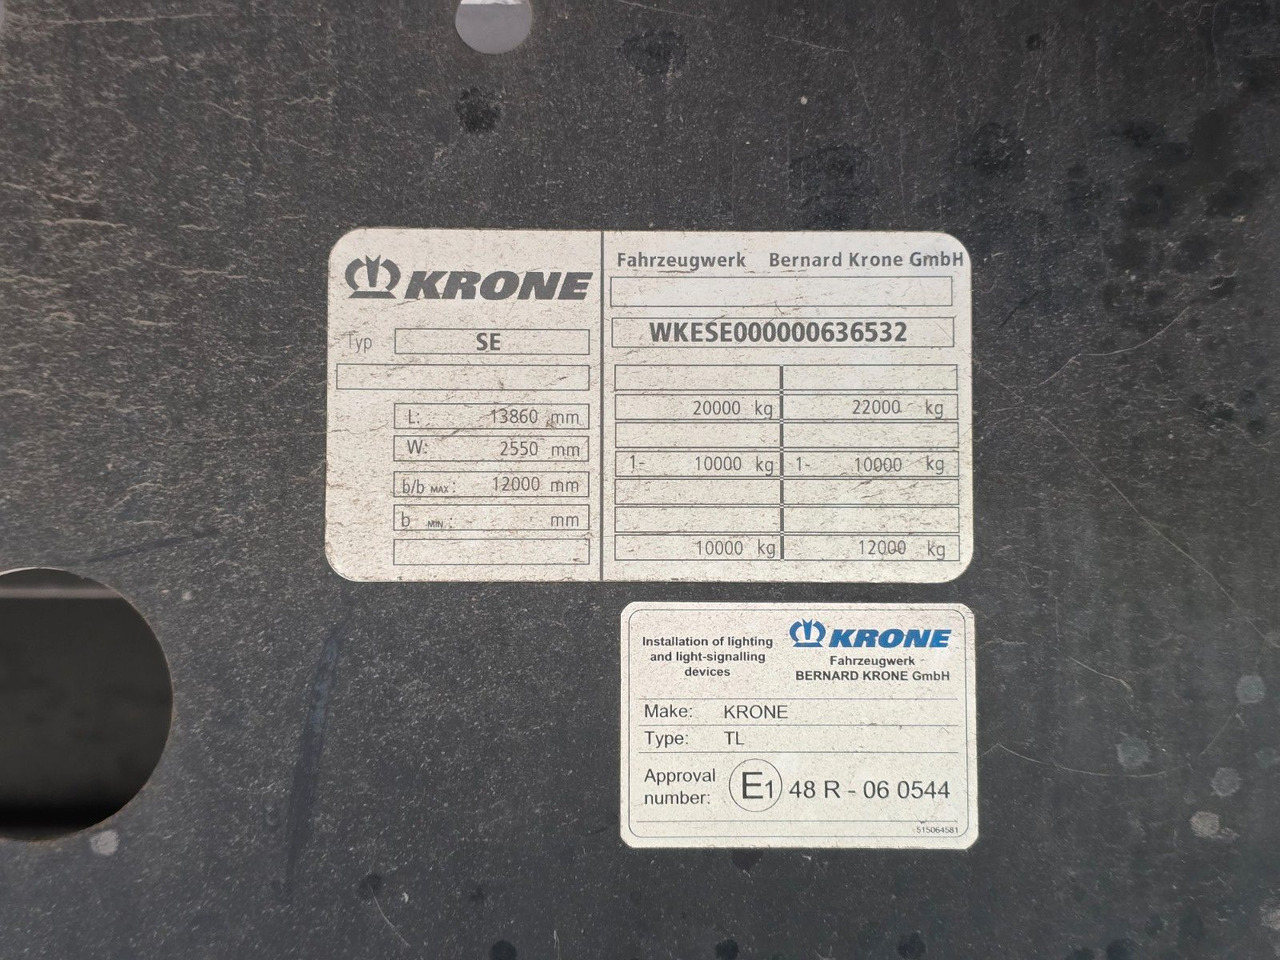 KRONE
Typ SE
L: 13860 mm
W: 2550 mm
b/b MAX: 12000 mm
b MIN: mm
Fahrzeugwerk Bernard Krone GmbH
WKESE000000636532
20000 kg 22000 kg
1- 10000 kg 1- 10000 kg
10000 kg 12000 kg
Installation of lighting
and light-signalling
devices
KRONE
Fahrzeugwerk
BERNARD KRONE GmbH
Make: KRONE
Type: TL
Approval
number: E1 48 R - 06 0544
515064581